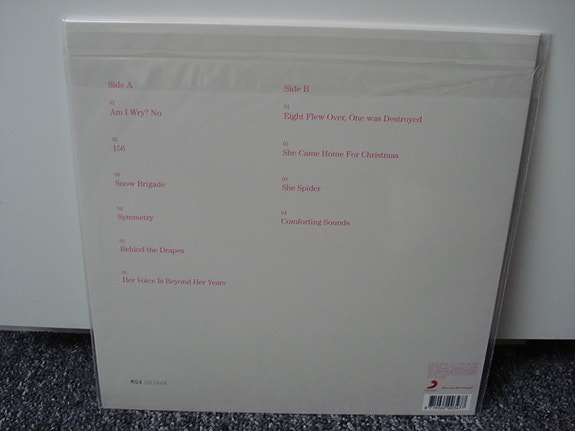 Side A
01
Am I Wry? No
02
156
03
Snow Brigade
04
Symmetry
05
Behind the Drapes
06
Her Voice Is Beyond Her Years
Side B
01
Eight Flew Over, One was Destroyed
02
She Came Home For Christmas
03
She Spider
04
Comforting Sounds
MOV